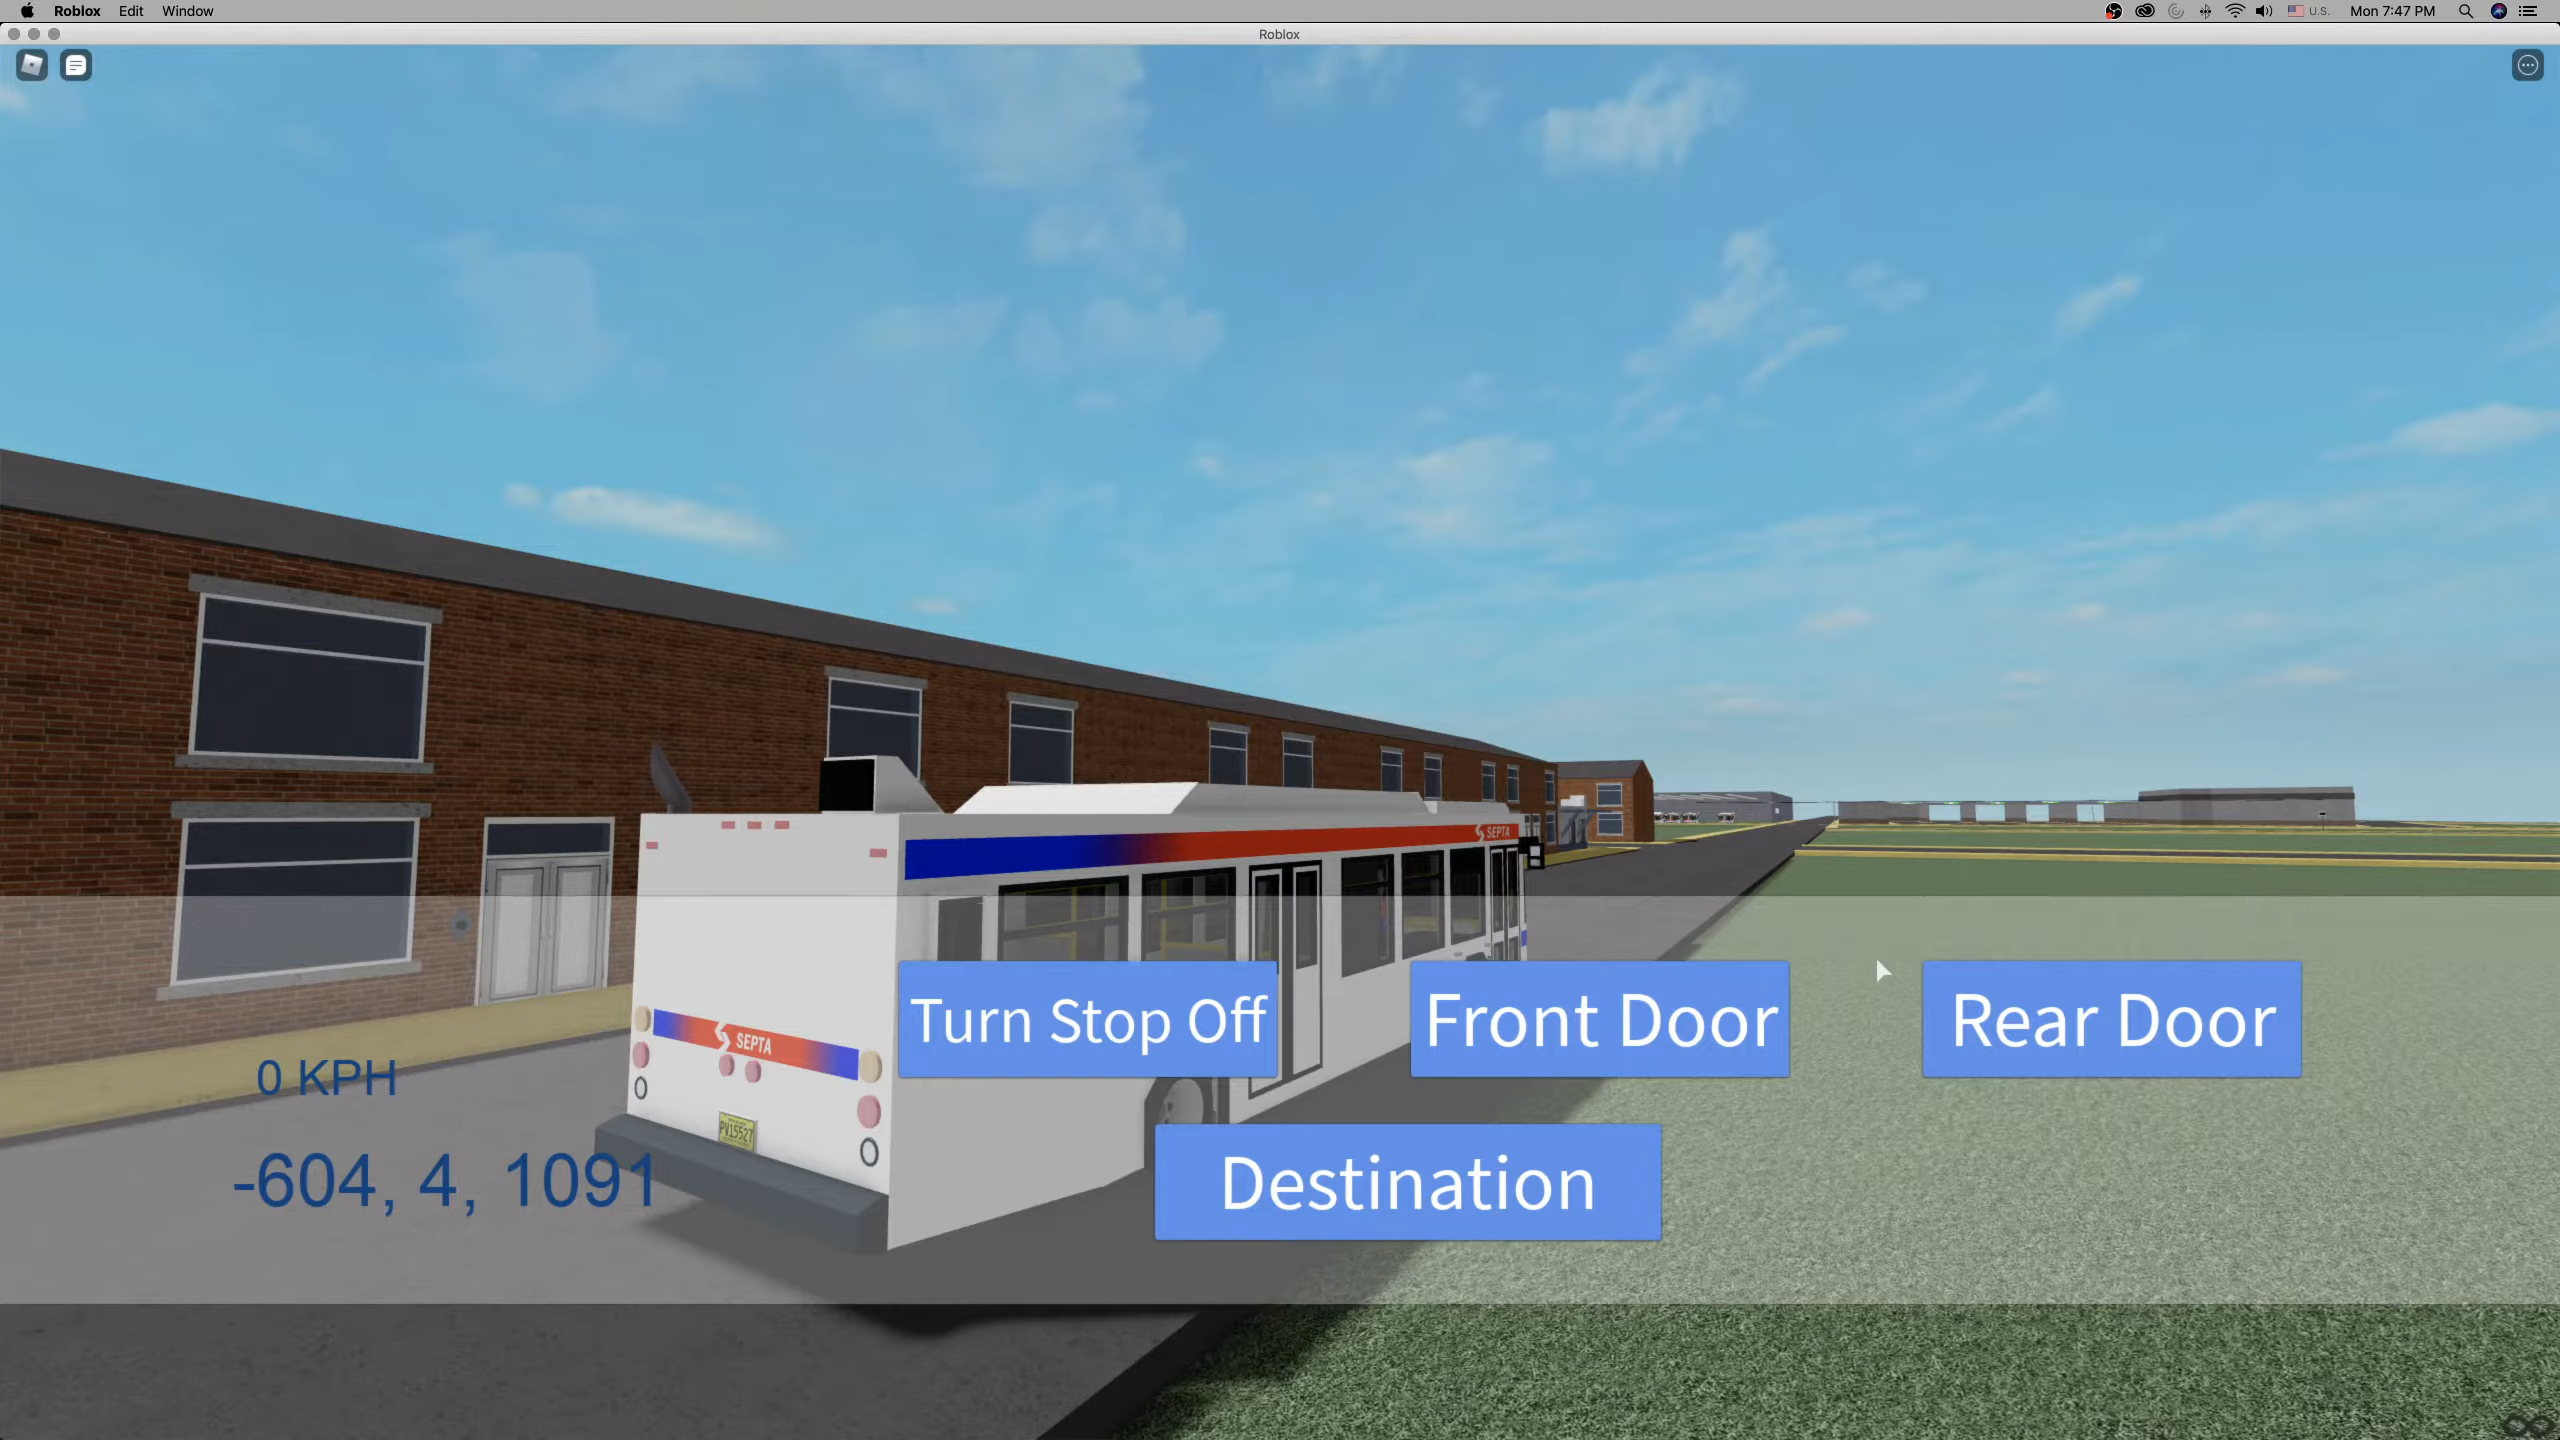 Roblox Edit Window
U.S. Mon 7:47 PM
Roblox
SEPTA
SEPTA
PV15527
0 KPH
-604, 4, 1091
Turn Stop Off
Front Door
Rear Door
Destination